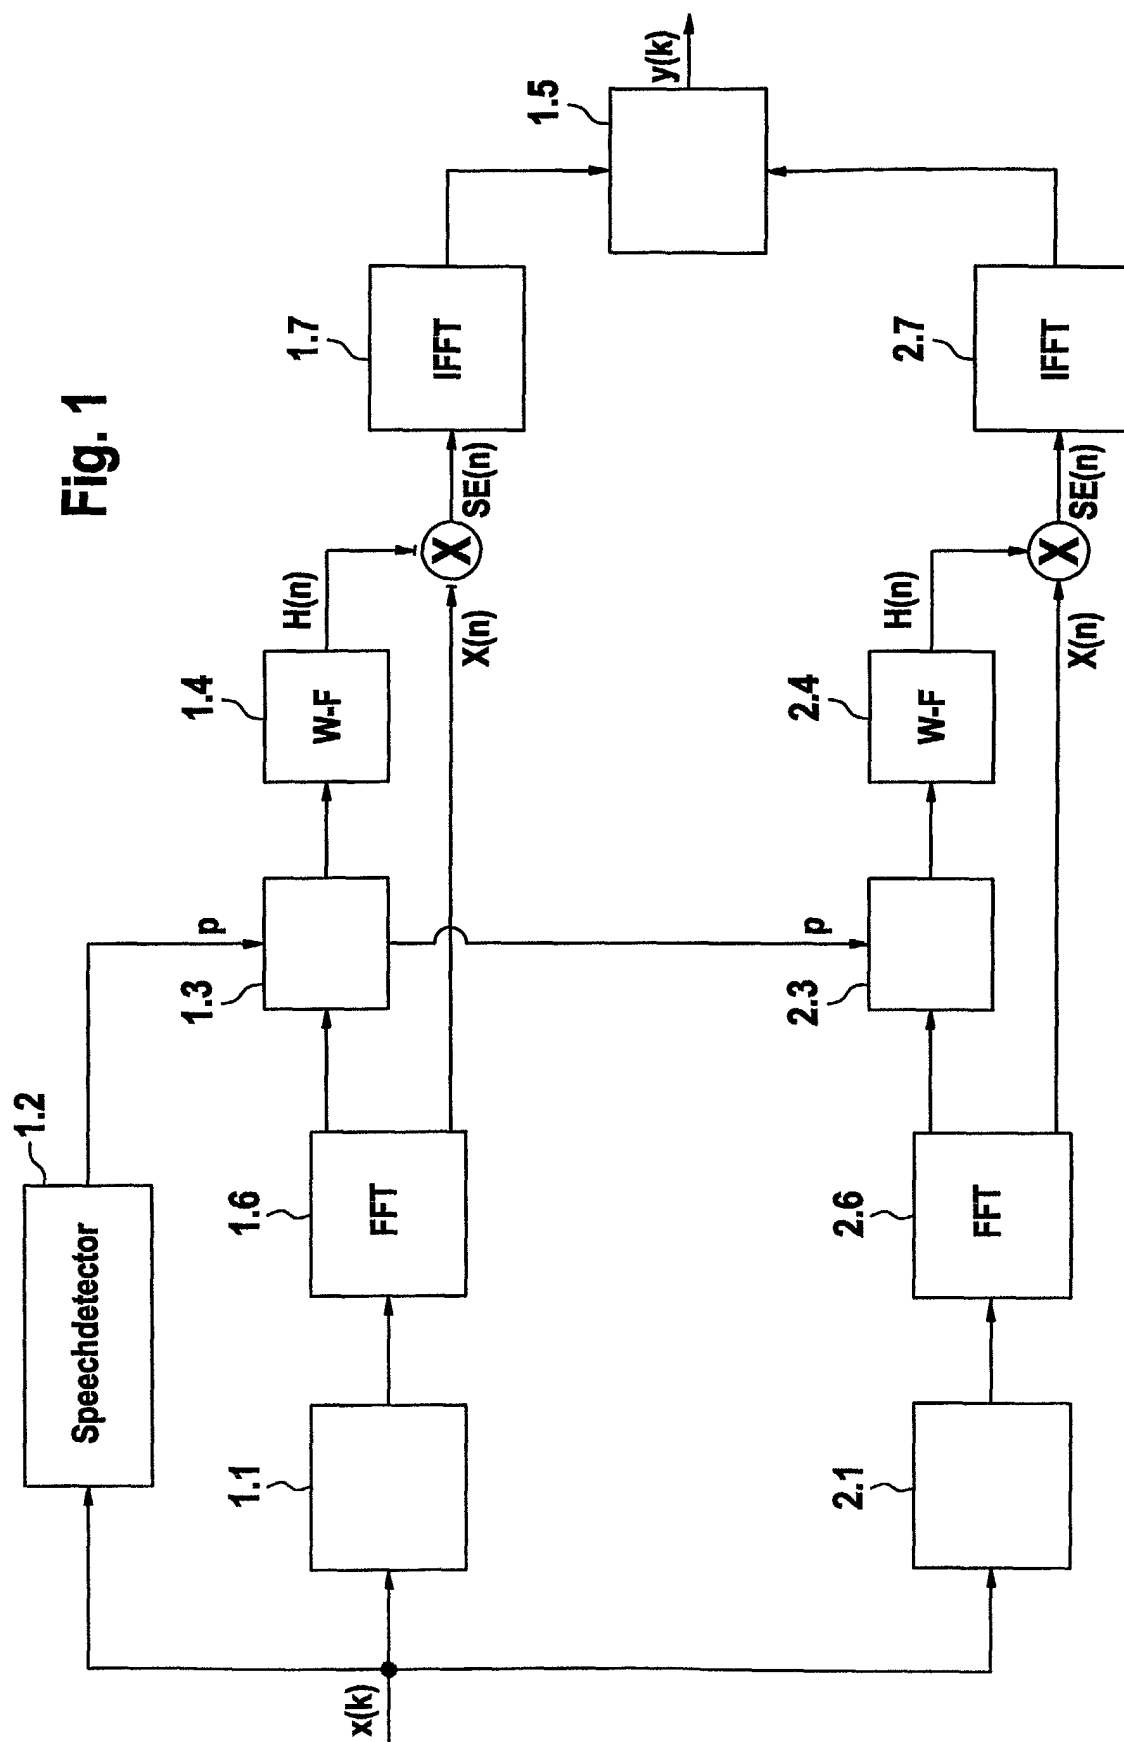 Fig. 1
1.2
Speechdetector
p
1.3
1.4
W-F
H(n)
1.1
1.6
FFT
x(k)
X(n)
SE(n)
X
1.7
IFFT
1.5
y(k)
p
2.3
2.4
W-F
H(n)
2.1
2.6
FFT
X(n)
SE(n)
X
2.7
IFFT